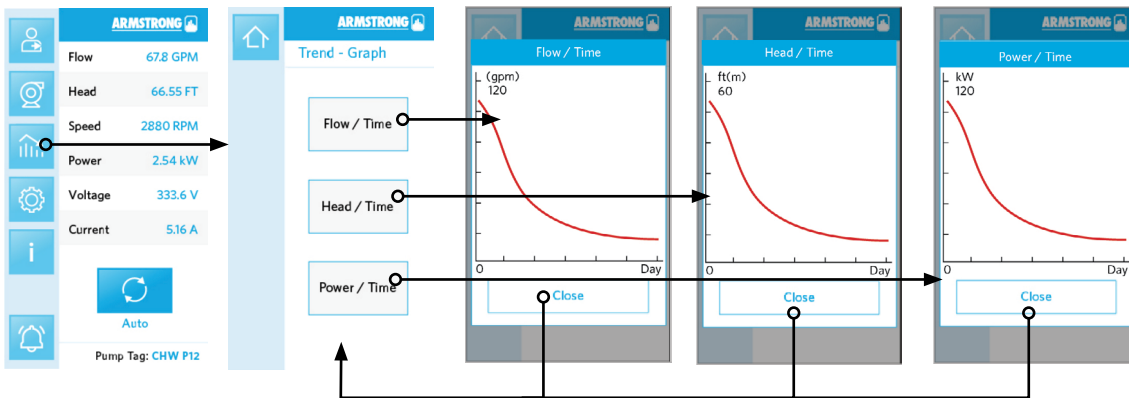 ARMSTRONG
Flow 67.8 GPM
Head 66.55 FT
Speed 2880 RPM
Power 2.54 kW
Voltage 333.6 V
Current 5.16 A
Auto
Pump Tag: CHW P12
i
ARMSTRONG
Trend - Graph
Flow / Time
Head / Time
Power / Time
ARMSTRONG
Flow / Time
(gpm)
120
0 Day
Close
ARMSTRONG
Head / Time
ft(m)
60
0 Day
Close
ARMSTRONG
Power / Time
kW
120
0 Day
Close